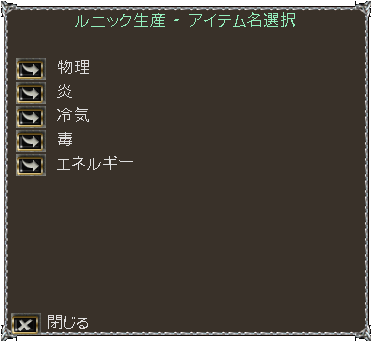 ルニック生産 - アイテム名選択
物理
炎
冷気
毒
エネルギー
閉じる